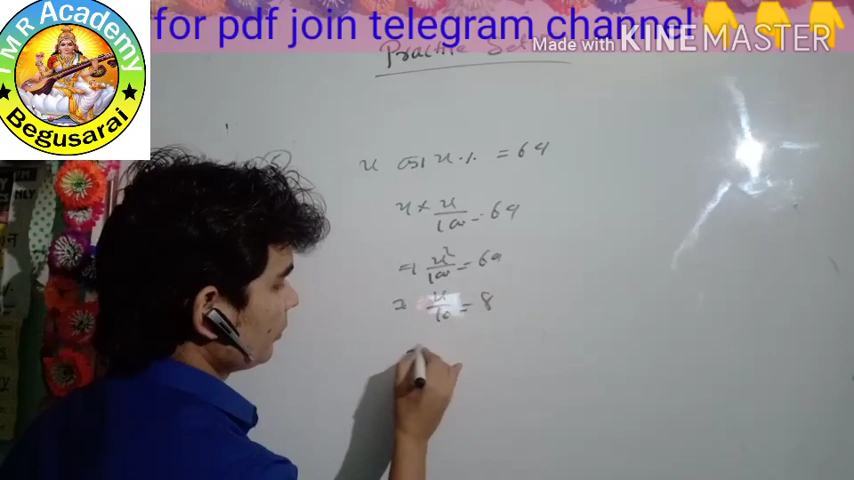 for pdf join telegram channel👇👇👇
Made with KINEMASTER
T M R Academy
Begusarai
Practice Set
x का x % = 64
x × x/100 = 64
⇒ x²/100 = 64
⇒ x/10 = 8